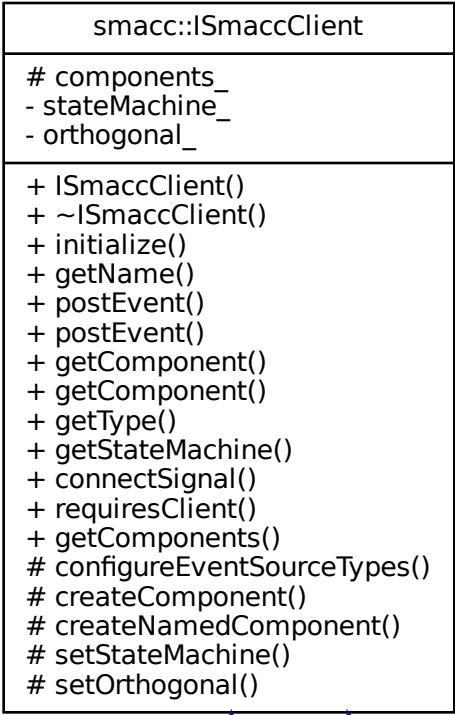 smacc::ISmaccClient
# components_
- stateMachine_
- orthogonal_
+ ISmaccClient()
+ ~ISmaccClient()
+ initialize()
+ getName()
+ postEvent()
+ postEvent()
+ getComponent()
+ getComponent()
+ getType()
+ getStateMachine()
+ connectSignal()
+ requiresClient()
+ getComponents()
# configureEventSourceTypes()
# createComponent()
# createNamedComponent()
# setStateMachine()
# setOrthogonal()